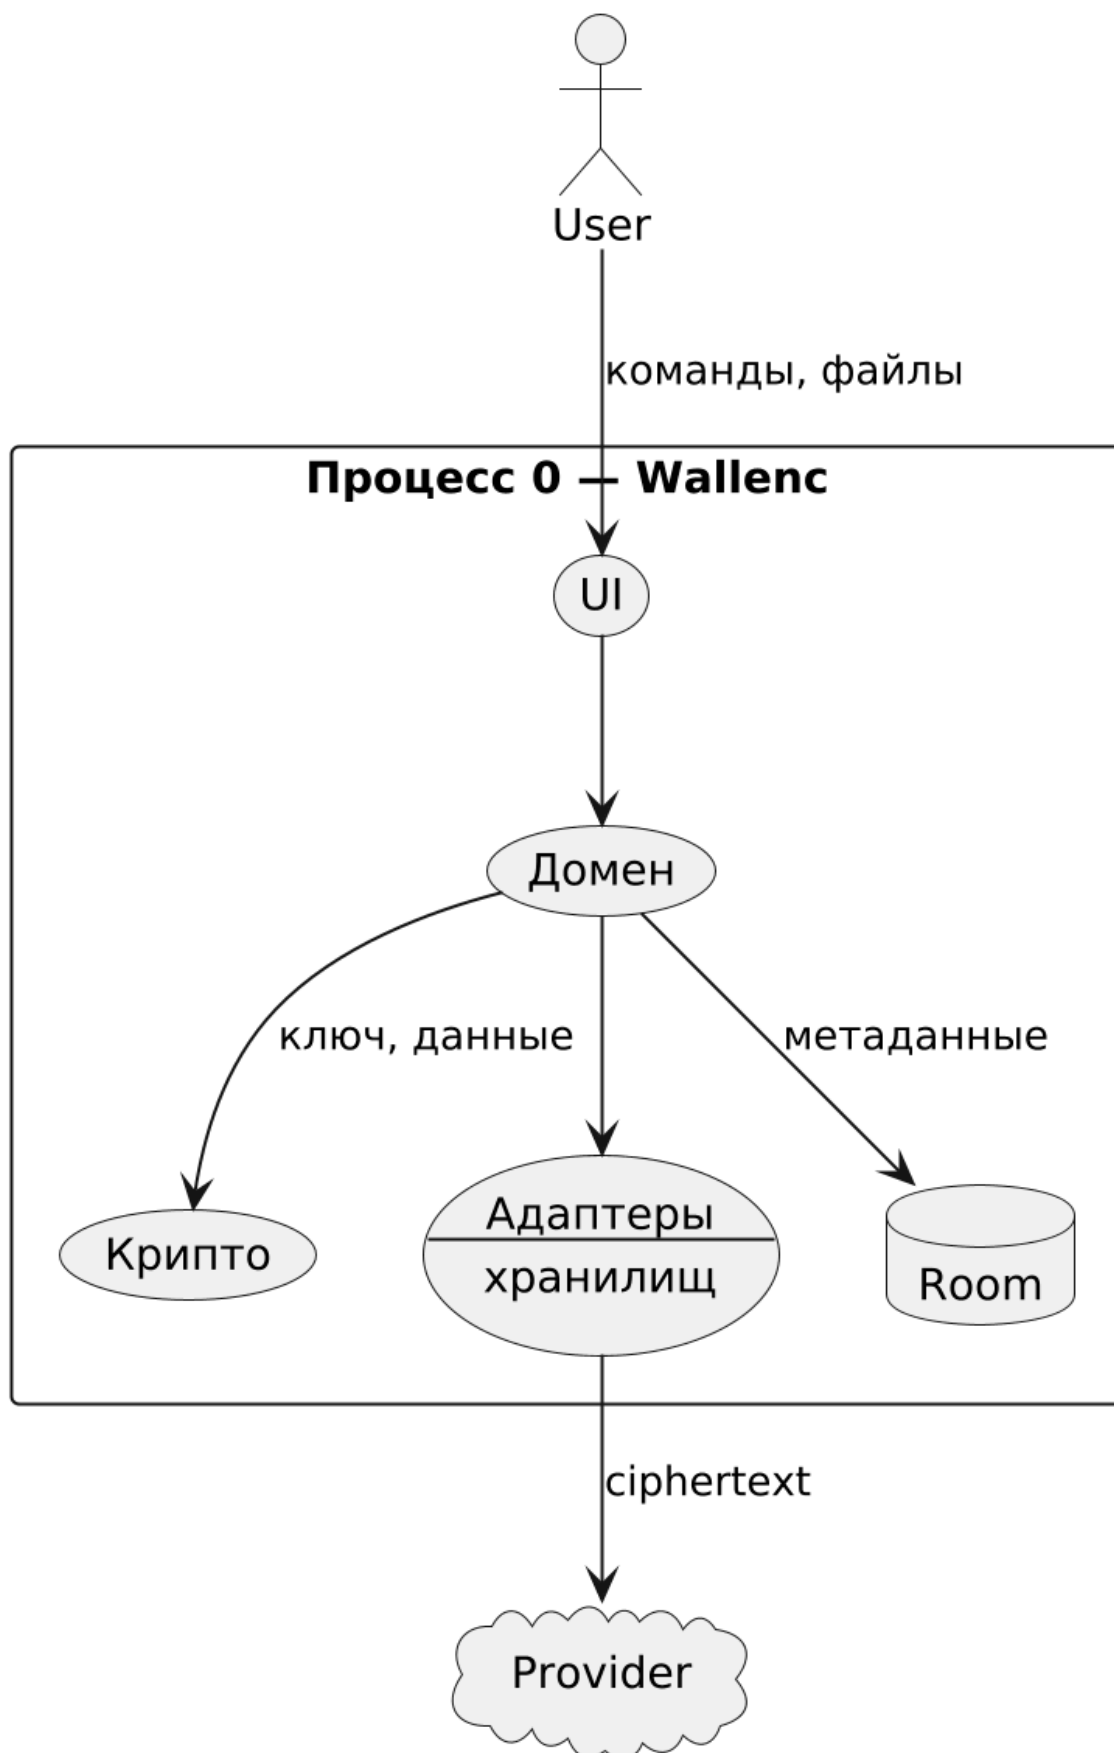 User
команды, файлы
Процесс 0 — Wallenc
UI
Домен
ключ, данные
метаданные
Крипто
Адаптеры
хранилищ
Room
ciphertext
Provider